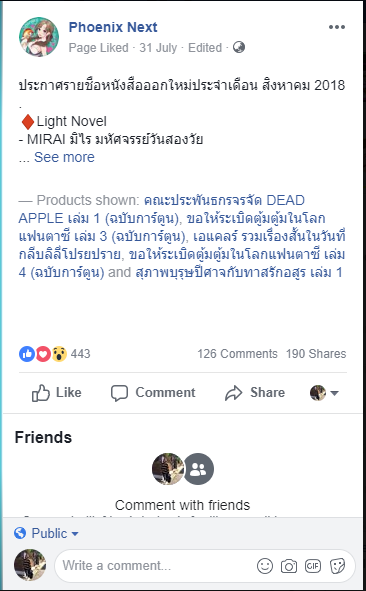 Phoenix Next
Page Liked · 31 July · Edited ·
ประกาศรายชื่อหนังสือออกใหม่ประจำเดือน สิงหาคม 2018
.
♦Light Novel
- MIRAI มิไร มหัศจรรย์วันสองวัย
... See more
— Products shown: คณะประพันธกรจรจัด DEAD
APPLE เล่ม 1 (ฉบับการ์ตูน), ขอให้ระเบิดตู้มตู้มในโลก
แฟนตาซี เล่ม 3 (ฉบับการ์ตูน), เอแคลร์ รวมเรื่องสั้นในวันที่
กลีบลิลี่โปรยปราย, ขอให้ระเบิดตู้มตู้มในโลกแฟนตาซี เล่ม
4 (ฉบับการ์ตูน) and สุภาพบุรุษปีศาจกับทาสรักอสูร เล่ม 1
443
126 Comments 190 Shares
Like Comment Share
Friends
Comment with friends
Public
Write a comment...
GIF